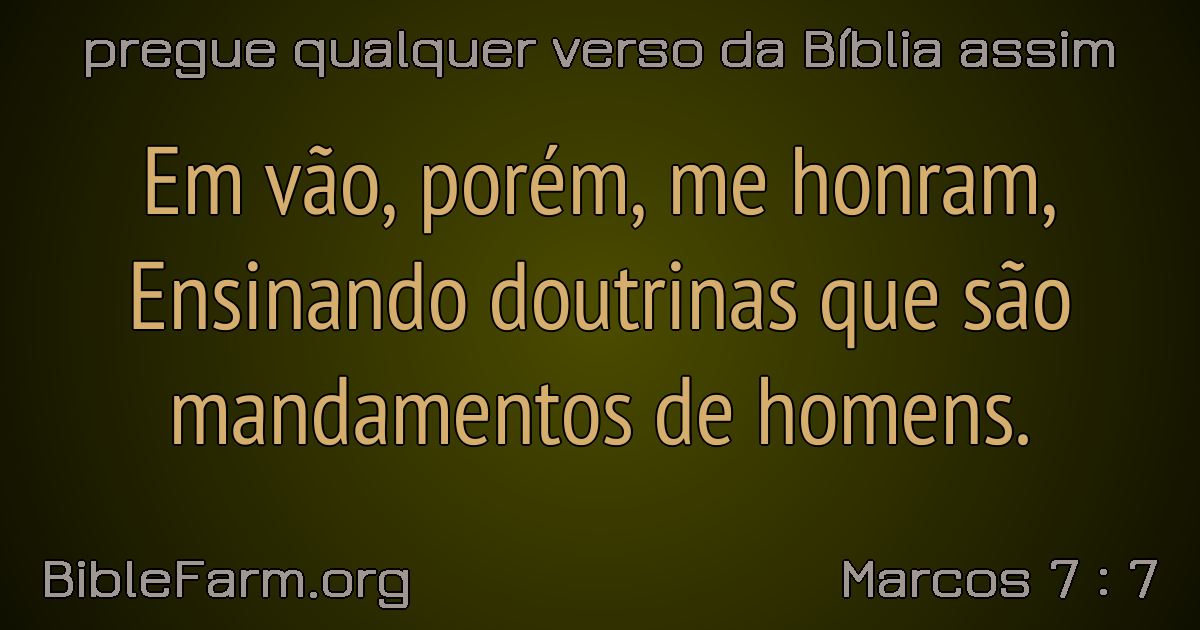 pregue qualquer verso da Bíblia assim
Em vão, porém, me honram,
Ensinando doutrinas que são
mandamentos de homens.
BibleFarm.org
Marcos 7 : 7